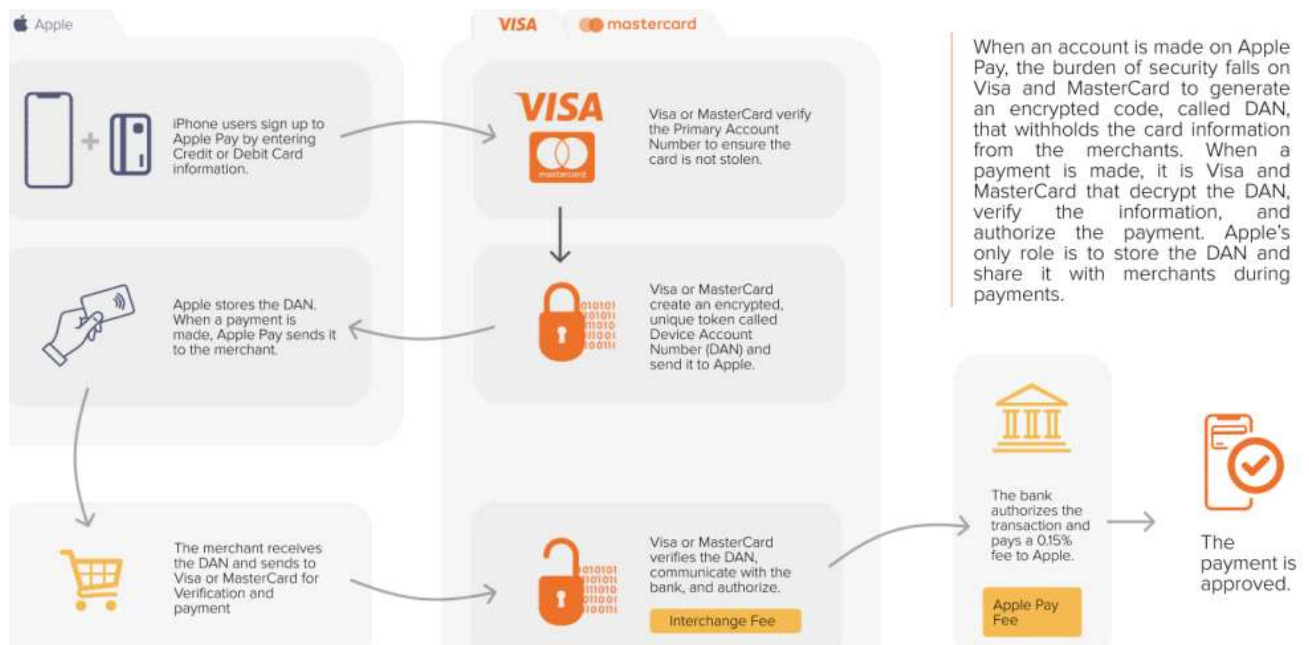 Apple
VISA
mastercard
iPhone users sign up to
Apple Pay by entering
Credit or Debit Card
information.
VISA
mastercard
Visa or MasterCard verify
the Primary Account
Number to ensure the
card is not stolen.
When an account is made on Apple
Pay, the burden of security falls on
Visa and MasterCard to generate
an encrypted code, called DAN,
that withholds the card information
from the merchants. When a
payment is made, it is Visa and
MasterCard that decrypt the DAN,
verify the information, and
authorize the payment. Apple's
only role is to store the DAN and
share it with merchants during
payments.
Apple stores the DAN.
When a payment is
made, Apple Pay sends it
to the merchant.
Visa or MasterCard
create an encrypted,
unique token called
Device Account
Number (DAN) and
send it to Apple.
The merchant receives
the DAN and sends to
Visa or MasterCard for
Verification and
payment
Visa or MasterCard
verifies the DAN,
communicate with the
bank, and authorize.
Interchange Fee
The bank
authorizes the
transaction and
pays a 0.15%
fee to Apple.
Apple Pay
Fee
The
payment is
approved.